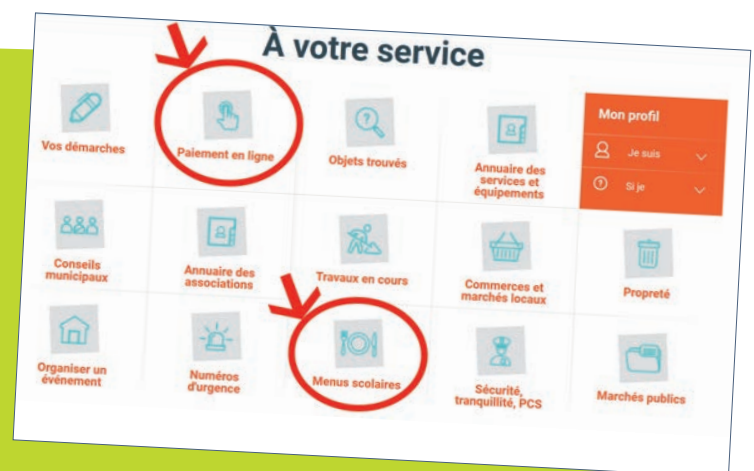 À votre service
Vos démarches
Paiement en ligne
Objets trouvés
Annuaire des
services et
équipements
Mon profil
Je suis
Si je
Conseils
municipaux
Annuaire des
associations
Travaux en cours
Commerces et
marchés locaux
Propreté
Organiser un
événement
Numéros
d'urgence
Menus scolaires
Sécurité,
tranquillité, PCS
Marchés publics